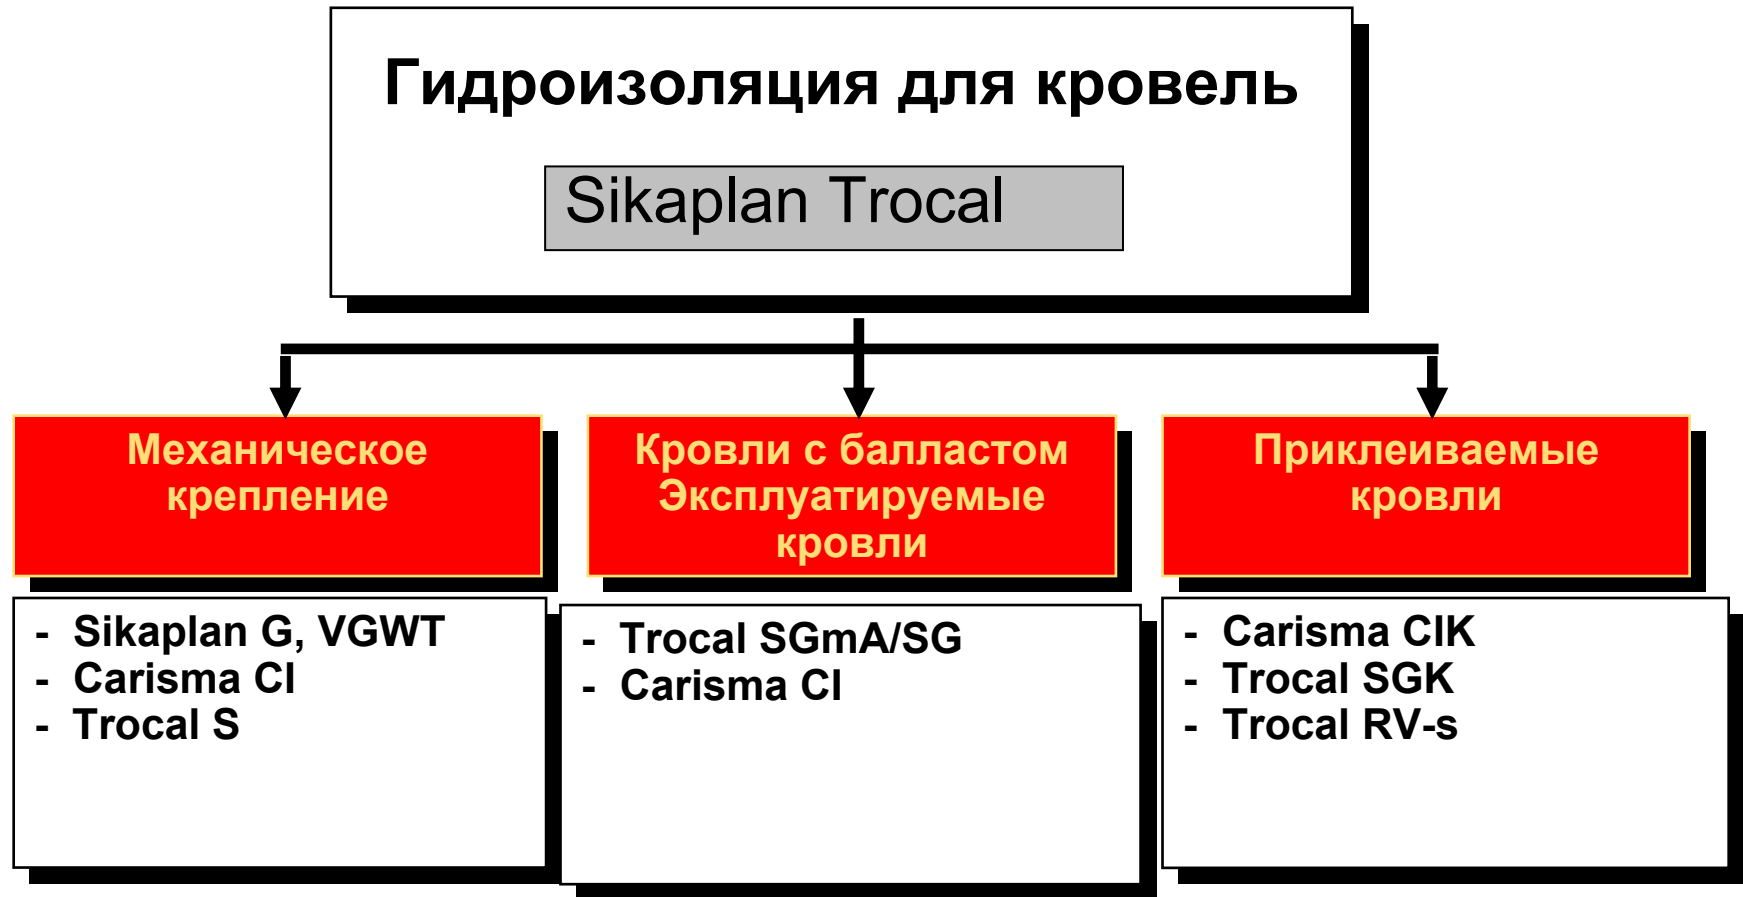 Гидроизоляция для кровель
Sikaplan Trocal
Механическое
крепление
- Sikaplan G, VGWT
- Carisma CI
- Trocal S
Кровли с балластом
Эксплуатируемые
кровли
- Trocal SGmA/SG
- Carisma CI
Приклеиваемые
кровли
- Carisma CIK
- Trocal SGK
- Trocal RV-s